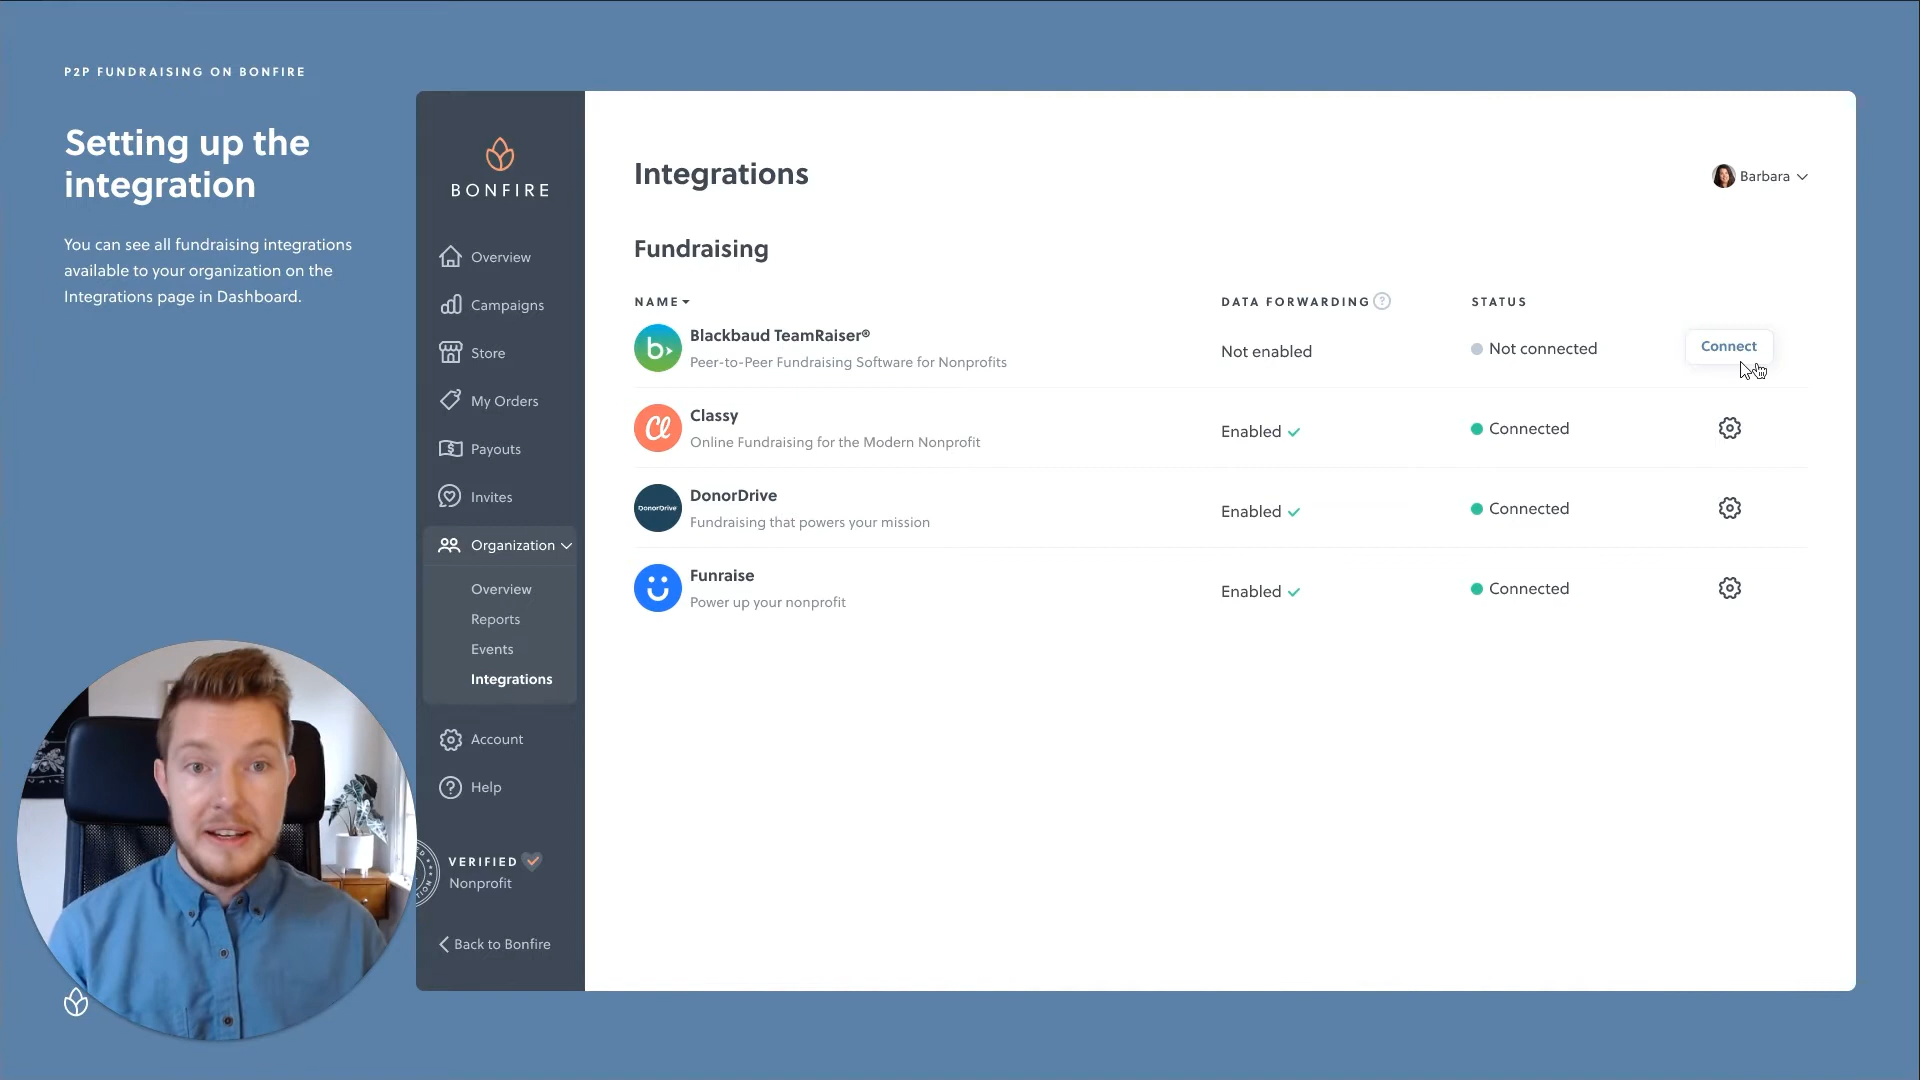 P2P FUNDRAISING ON BONFIRE
Setting up the
integration
You can see all fundraising integrations
available to your organization on the
Integrations page in Dashboard.
BONFIRE
Overview
Campaigns
Store
My Orders
Payouts
Invites
Organization
Overview
Reports
Events
Integrations
Account
Help
VERIFIED
Nonprofit
Back to Bonfire
Integrations
Barbara
Fundraising
NAME DATA FORWARDING ? STATUS
b
Blackbaud TeamRaiser®
Peer-to-Peer Fundraising Software for Nonprofits
Not enabled
Not connected
Connect
Cl
Classy
Online Fundraising for the Modern Nonprofit
Enabled
Connected
DonorDrive
DonorDrive
Fundraising that powers your mission
Enabled
Connected
Funraise
Power up your nonprofit
Enabled
Connected